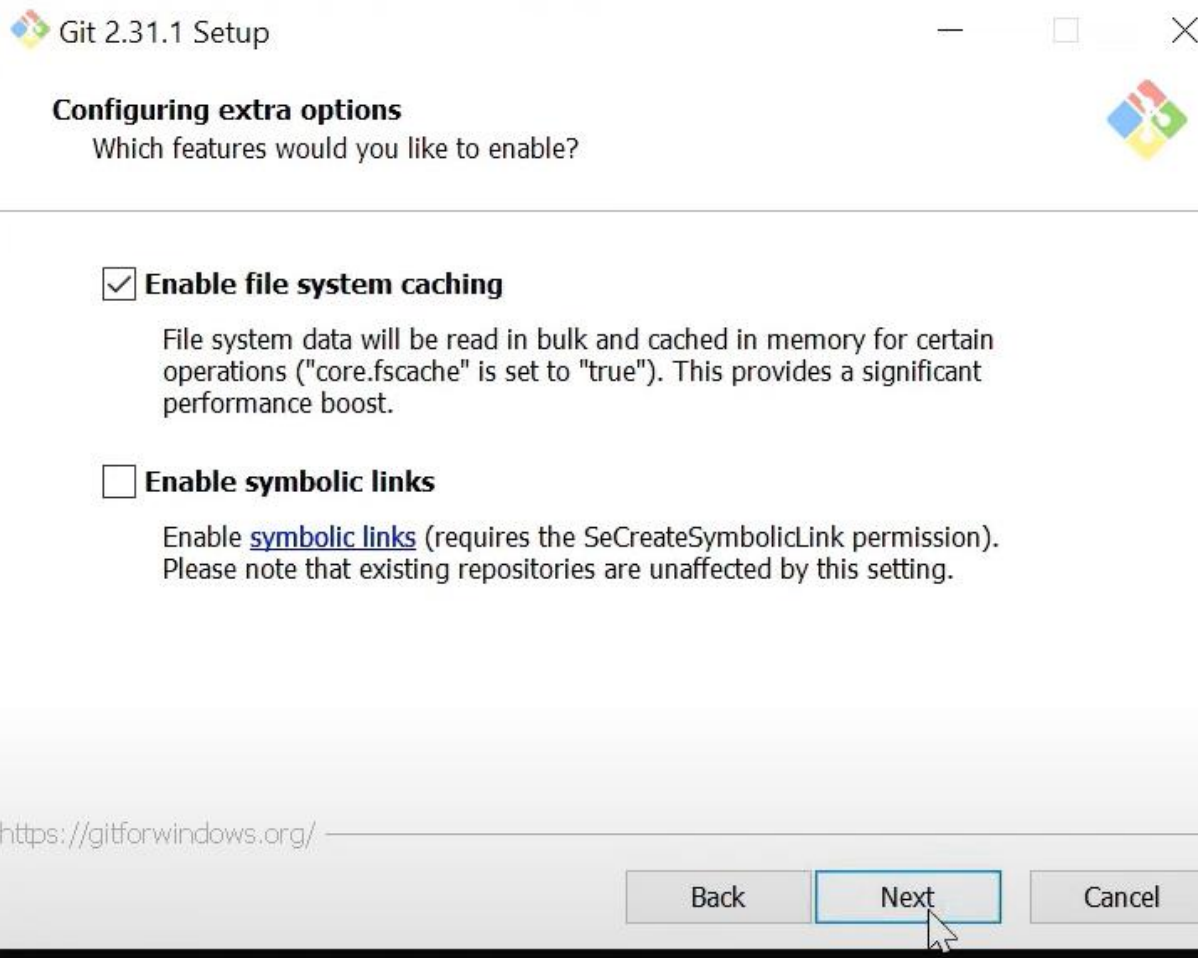 Git 2.31.1 Setup
Configuring extra options
Which features would you like to enable?
Enable file system caching
File system data will be read in bulk and cached in memory for certain
operations ("core.fscache" is set to "true"). This provides a significant
performance boost.
Enable symbolic links
Enable symbolic links (requires the SeCreateSymbolicLink permission).
Please note that existing repositories are unaffected by this setting.
https://gitforwindows.org/
Back Next Cancel